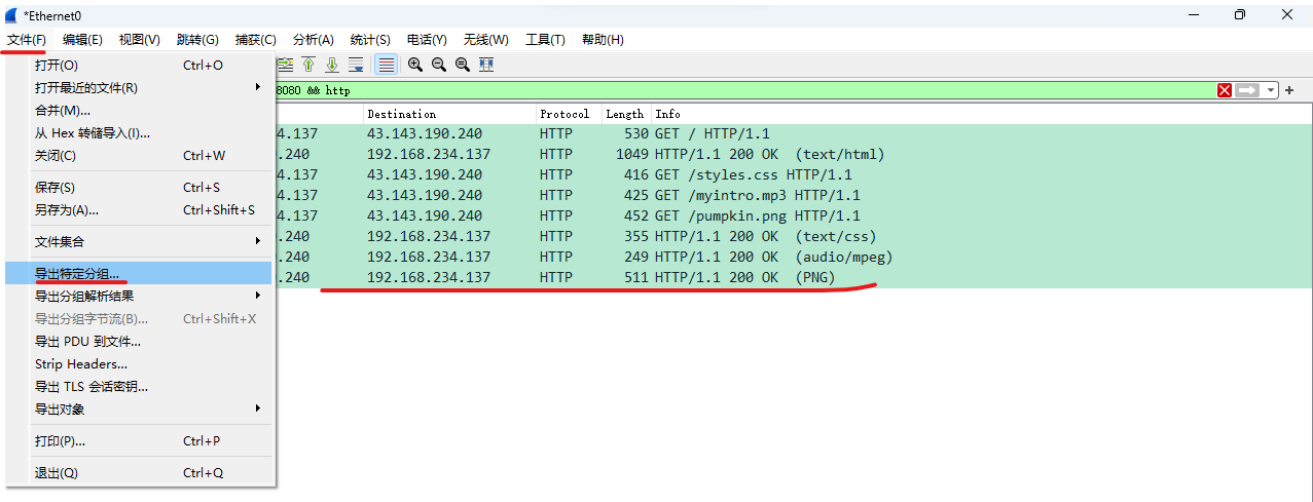 *Ethernet0
文件(F) 编辑(E) 视图(V) 跳转(G) 捕获(C) 分析(A) 统计(S) 电话(Y) 无线(W) 工具(T) 帮助(H)
打开(O) Ctrl+O
打开最近的文件(R)
8080 && http
合并(M)...
Destination Protocol Length Info
从 Hex 转储导入(I)...
4.137 43.143.190.240 HTTP 530 GET / HTTP/1.1
关闭(C) Ctrl+W
.240 192.168.234.137 HTTP 1049 HTTP/1.1 200 OK (text/html)
4.137 43.143.190.240 HTTP 416 GET /styles.css HTTP/1.1
保存(S) Ctrl+S
4.137 43.143.190.240 HTTP 425 GET /myintro.mp3 HTTP/1.1
另存为(A)... Ctrl+Shift+S
4.137 43.143.190.240 HTTP 452 GET /pumpkin.png HTTP/1.1
文件集合
.240 192.168.234.137 HTTP 355 HTTP/1.1 200 OK (text/css)
.240 192.168.234.137 HTTP 249 HTTP/1.1 200 OK (audio/mpeg)
导出特定分组...
.240 192.168.234.137 HTTP 511 HTTP/1.1 200 OK (PNG)
导出分组解析结果
导出分组字节流(B)... Ctrl+Shift+X
导出 PDU 到文件...
Strip Headers...
导出 TLS 会话密钥...
导出对象
打印(P)... Ctrl+P
退出(Q) Ctrl+Q